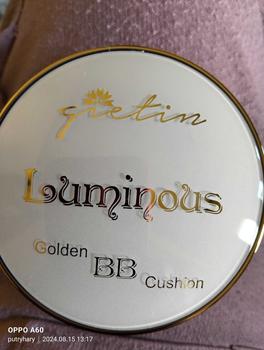 gietin
Luminous
Golden
BB
Cushion
OPPO A60
putryhary | 2024.08.15 13:17